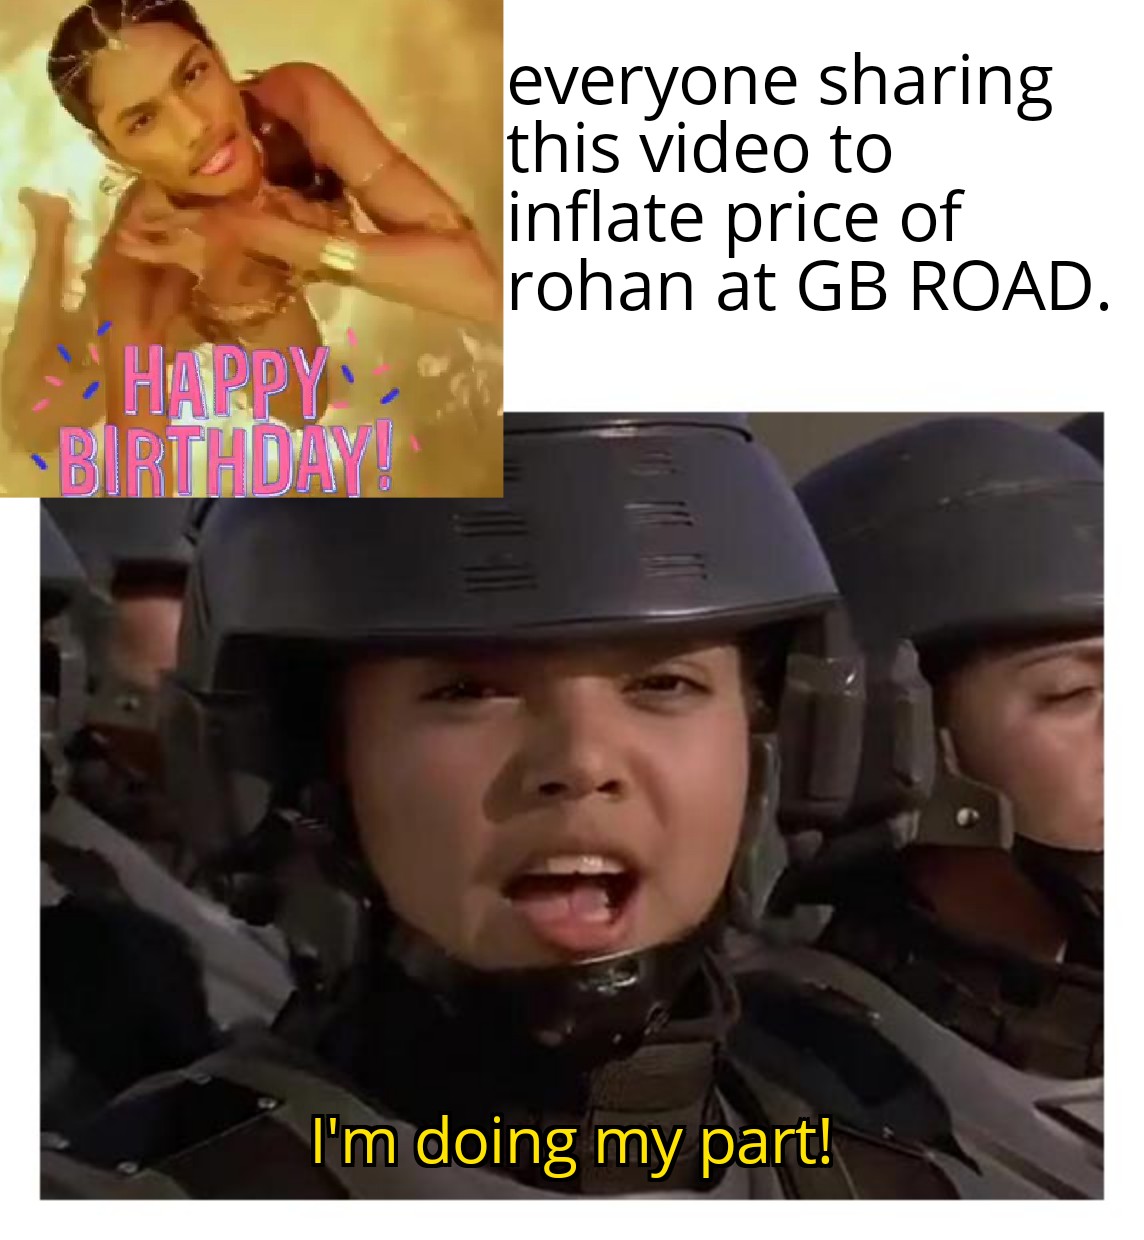 everyone sharing
this video to
inflate price of
rohan at GB ROAD.
HAPPY
BIRTHDAY!
I'm doing my part!